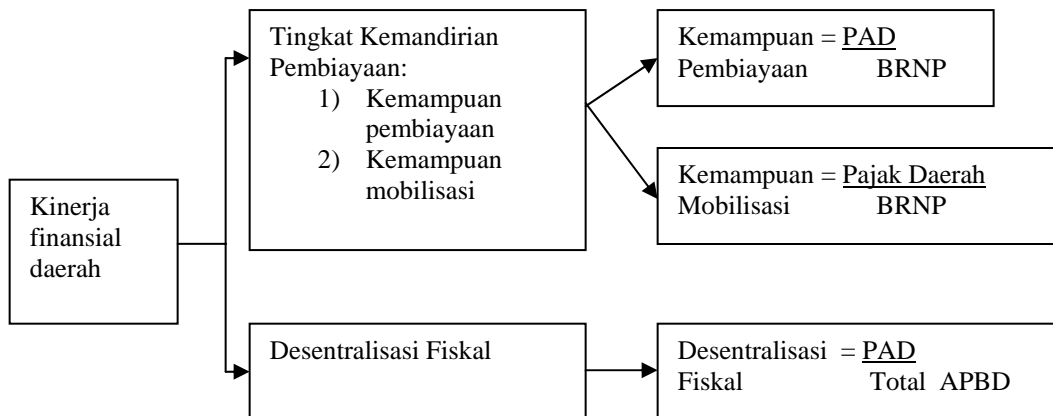 Kinerja
finansial
daerah
Tingkat Kemandirian
Pembiayaan:
1) Kemampuan
pembiayaan
2) Kemampuan
mobilisasi
Kemampuan = PAD
Pembiayaan BRNP
Kemampuan = Pajak Daerah
Mobilisasi BRNP
Desentralisasi Fiskal
Desentralisasi = PAD
Fiskal Total APBD